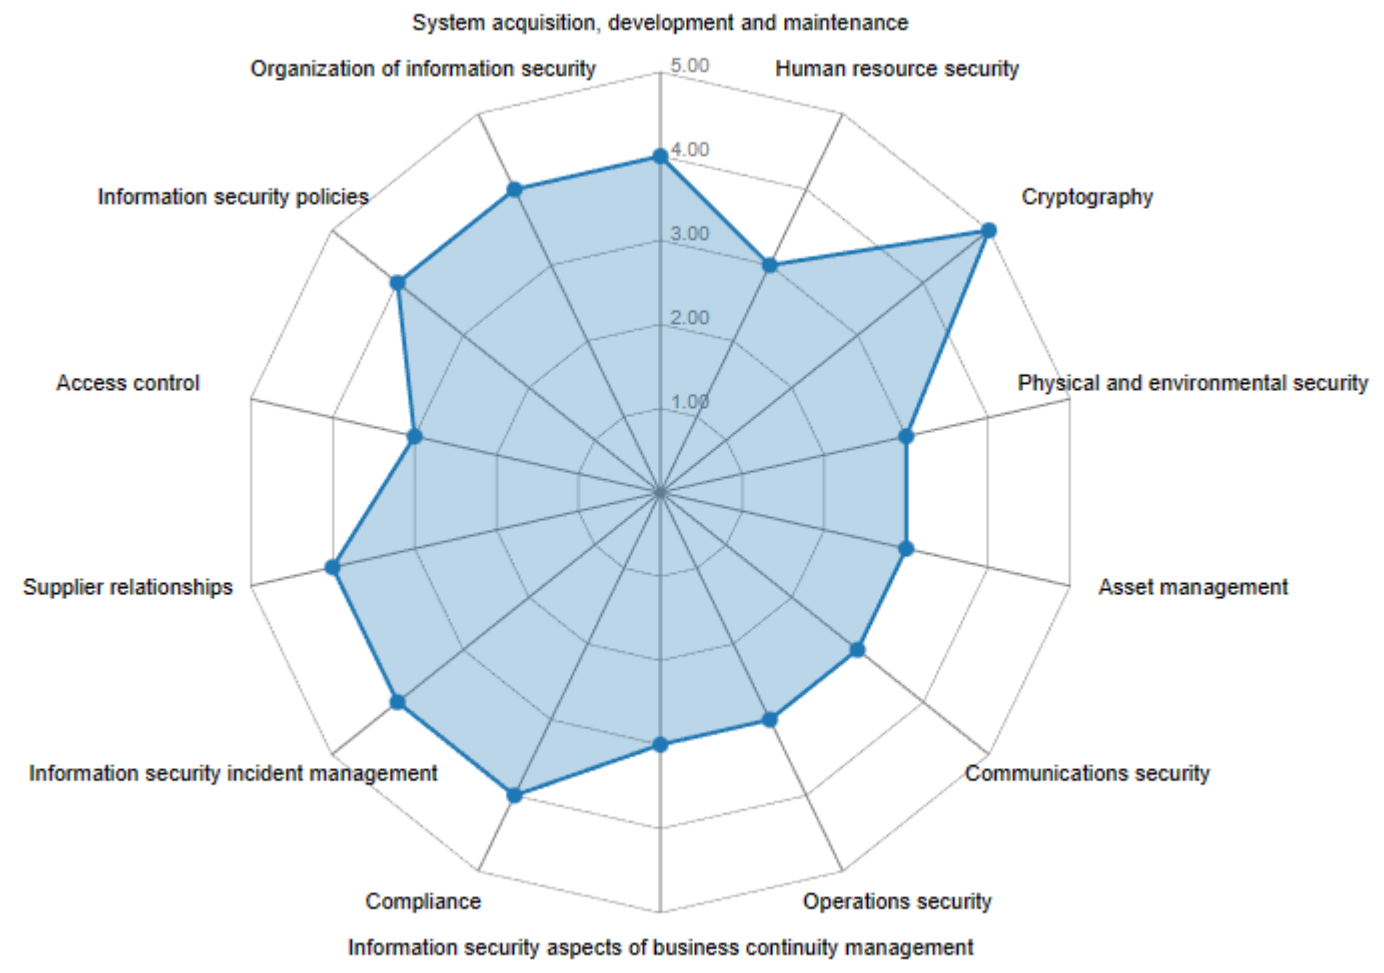 System acquisition, development and maintenance
Organization of information security
5.00
Human resource security
4.00
Information security policies
Cryptography
3.00
2.00
Access control
Physical and environmental security
1.00
Supplier relationships
Asset management
Information security incident management
Communications security
Compliance
Operations security
Information security aspects of business continuity management